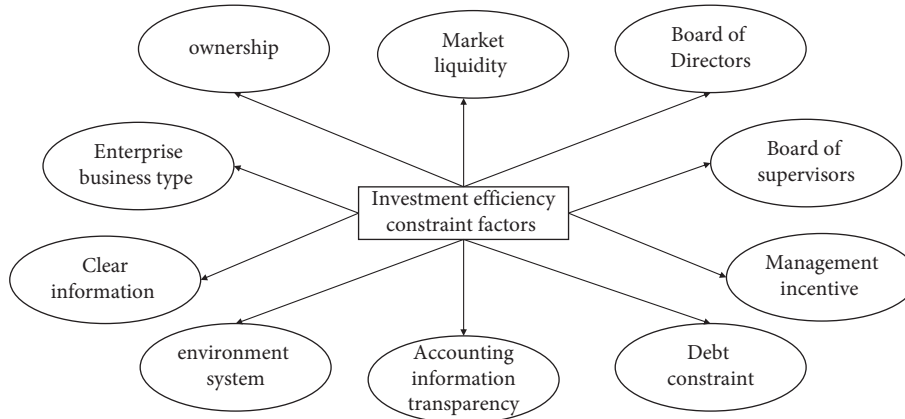 ownership
Market
liquidity
Board of
Directors
Enterprise
business type
Board of
supervisors
Investment efficiency
constraint factors
Clear
information
Management
incentive
environment
system
Accounting
information
transparency
Debt
constraint